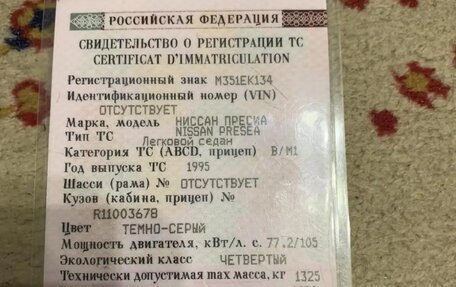 РОССИЙСКАЯ ФЕДЕРАЦИЯ
СВИДЕТЕЛЬСТВО О РЕГИСТРАЦИИ ТС
CERTIFICAT D'IMMATRICULATION
Регистрационный знак М351ЕК134
Идентификационный номер (VIN)
ОТСУТСТВУЕТ
Марка, модель НИССАН ПРЕСИА
NISSAN PRESEA
Тип ТС Легковой седан
Категория ТС (ABCD, прицеп) B/M1
Год выпуска ТС 1995
Шасси (рама) № ОТСУТСТВУЕТ
Кузов (кабина, прицеп) №
R11003678
Цвет ТЕМНО-СЕРЫЙ
Мощность двигателя, кВт/л. с. 77.2/105
Экологический класс ЧЕТВЕРТЫЙ
Технически допустимая max масса, кг 1325